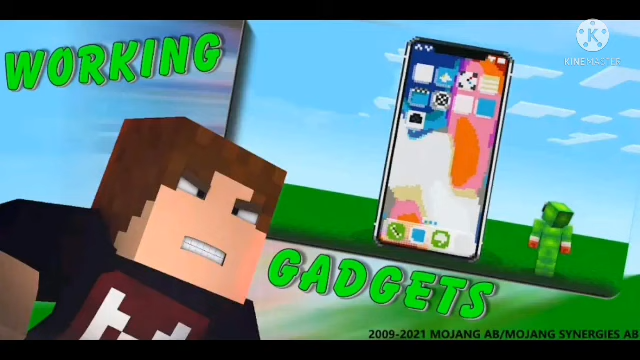 WORKING
KINEMASTER
GADGETS
2009-2021 MOJANG AB/MOJANG SYNERGIES AB